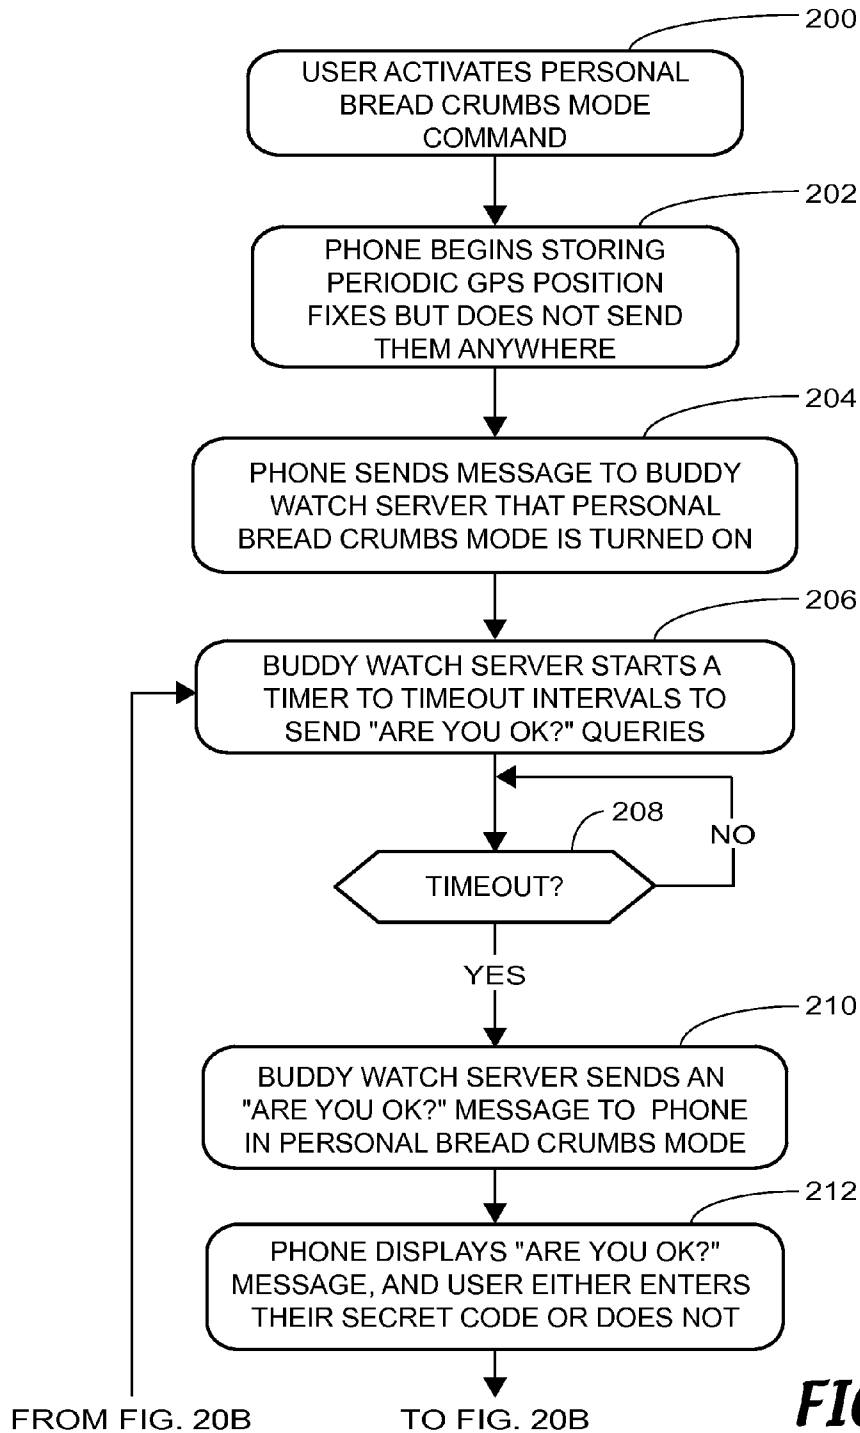 200
USER ACTIVATES PERSONAL
BREAD CRUMBS MODE
COMMAND
202
PHONE BEGINS STORING
PERIODIC GPS POSITION
FIXES BUT DOES NOT SEND
THEM ANYWHERE
204
PHONE SENDS MESSAGE TO BUDDY
WATCH SERVER THAT PERSONAL
BREAD CRUMBS MODE IS TURNED ON
206
BUDDY WATCH SERVER STARTS A
TIMER TO TIMEOUT INTERVALS TO
SEND "ARE YOU OK?" QUERIES
208
NO
TIMEOUT?
YES
210
BUDDY WATCH SERVER SENDS AN
"ARE YOU OK?" MESSAGE TO PHONE
IN PERSONAL BREAD CRUMBS MODE
212
PHONE DISPLAYS "ARE YOU OK?"
MESSAGE, AND USER EITHER ENTERS
THEIR SECRET CODE OR DOES NOT
FROM FIG. 20B
TO FIG. 20B